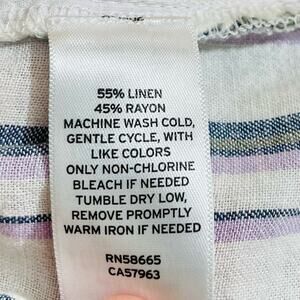 55% LINEN
45% RAYON
MACHINE WASH COLD,
GENTLE CYCLE, WITH
LIKE COLORS
ONLY NON-CHLORINE
BLEACH IF NEEDED
TUMBLE DRY LOW,
REMOVE PROMPTLY
WARM IRON IF NEEDED
RN58665
CA57963